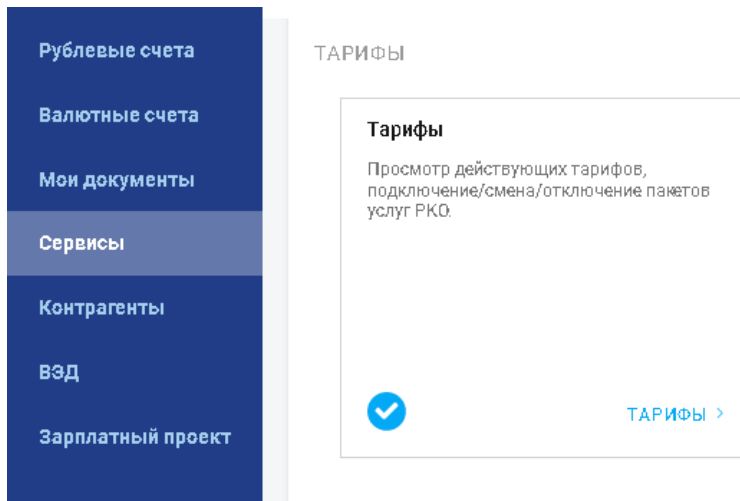 Рублевые счета
Валютные счета
Мои документы
Сервисы
Контрагенты
ВЭД
Зарплатный проект
ТАРИФЫ
Тарифы
Просмотр действующих тарифов,
подключение/смена/отключение пакетов
услуг РКО.
ТАРИФЫ >